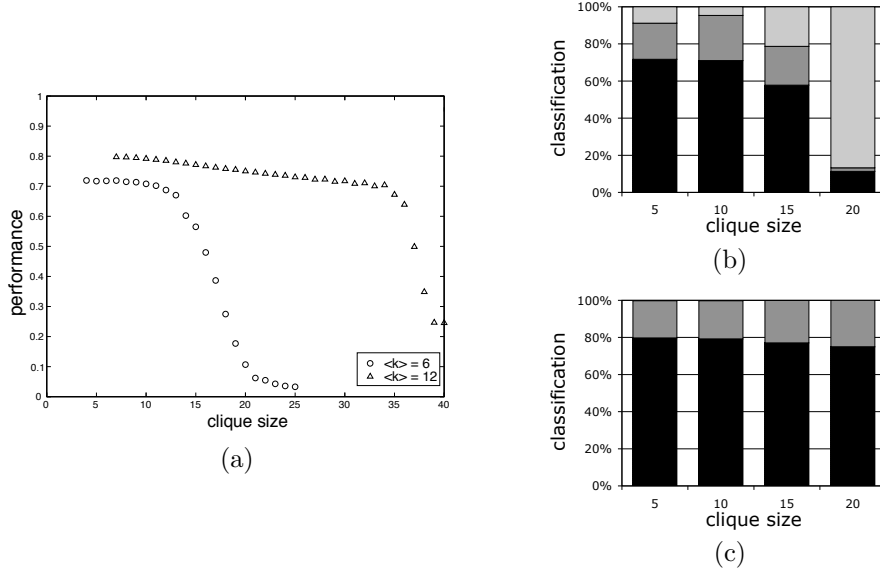 1
0.9
0.8
0.7
0.6
0.5
0.4
0.3
0.2
0.1
0
performance
0 5 10 15 20 25 30 35 40
clique size
<k> = 6
<k> = 12
(a)
100%
80%
60%
40%
20%
0%
classification
5 10 15 20
clique size
(b)
100%
80%
60%
40%
20%
0%
classification
5 10 15 20
clique size
(c)